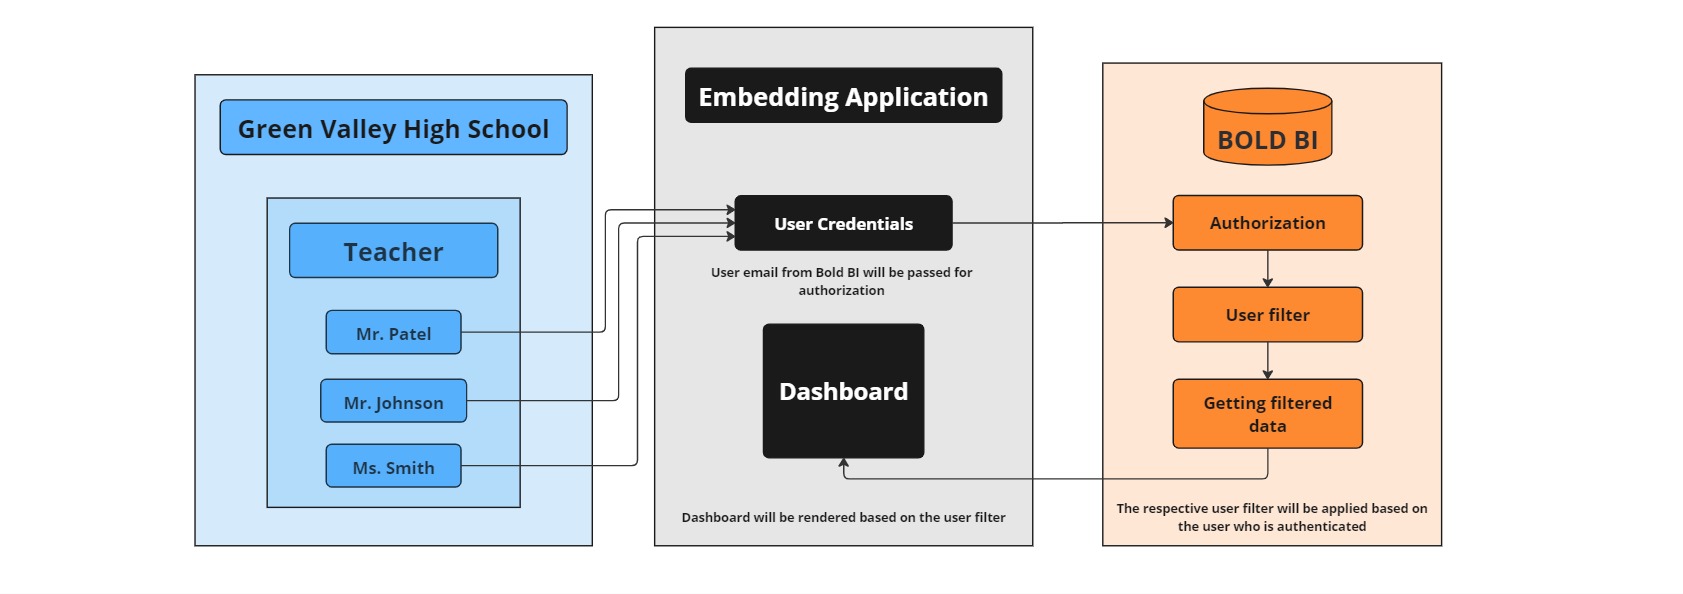 Green Valley High School
Teacher
Mr. Patel
Mr. Johnson
Ms. Smith
Embedding Application
User Credentials
User email from Bold BI will be passed for
authorization
Dashboard
Dashboard will be rendered based on the user filter
BOLD BI
Authorization
User filter
Getting filtered
data
The respective user filter will be applied based on
the user who is authenticated